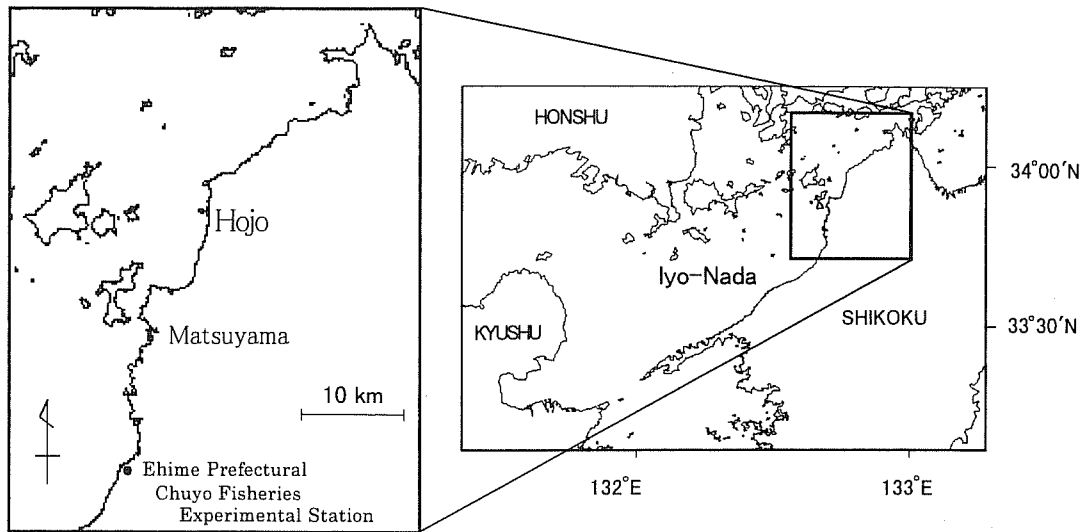 Hojo
Matsuyama
10 km
Ehime Prefectural
Chuyo Fisheries
Experimental Station
HONSHU
Iyo-Nada
KYUSHU
SHIKOKU
34°00'N
33°30'N
132°E
133°E